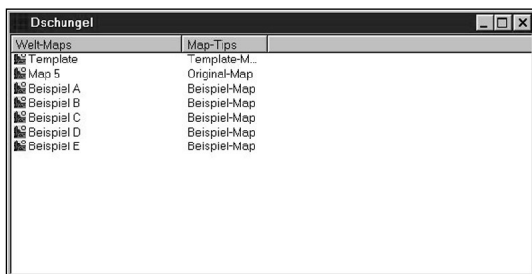 Dschungel
Welt-Maps Map-Tips
Template Template-M...
Map 5 Original-Map
Beispiel A Beispiel-Map
Beispiel B Beispiel-Map
Beispiel C Beispiel-Map
Beispiel D Beispiel-Map
Beispiel E Beispiel-Map